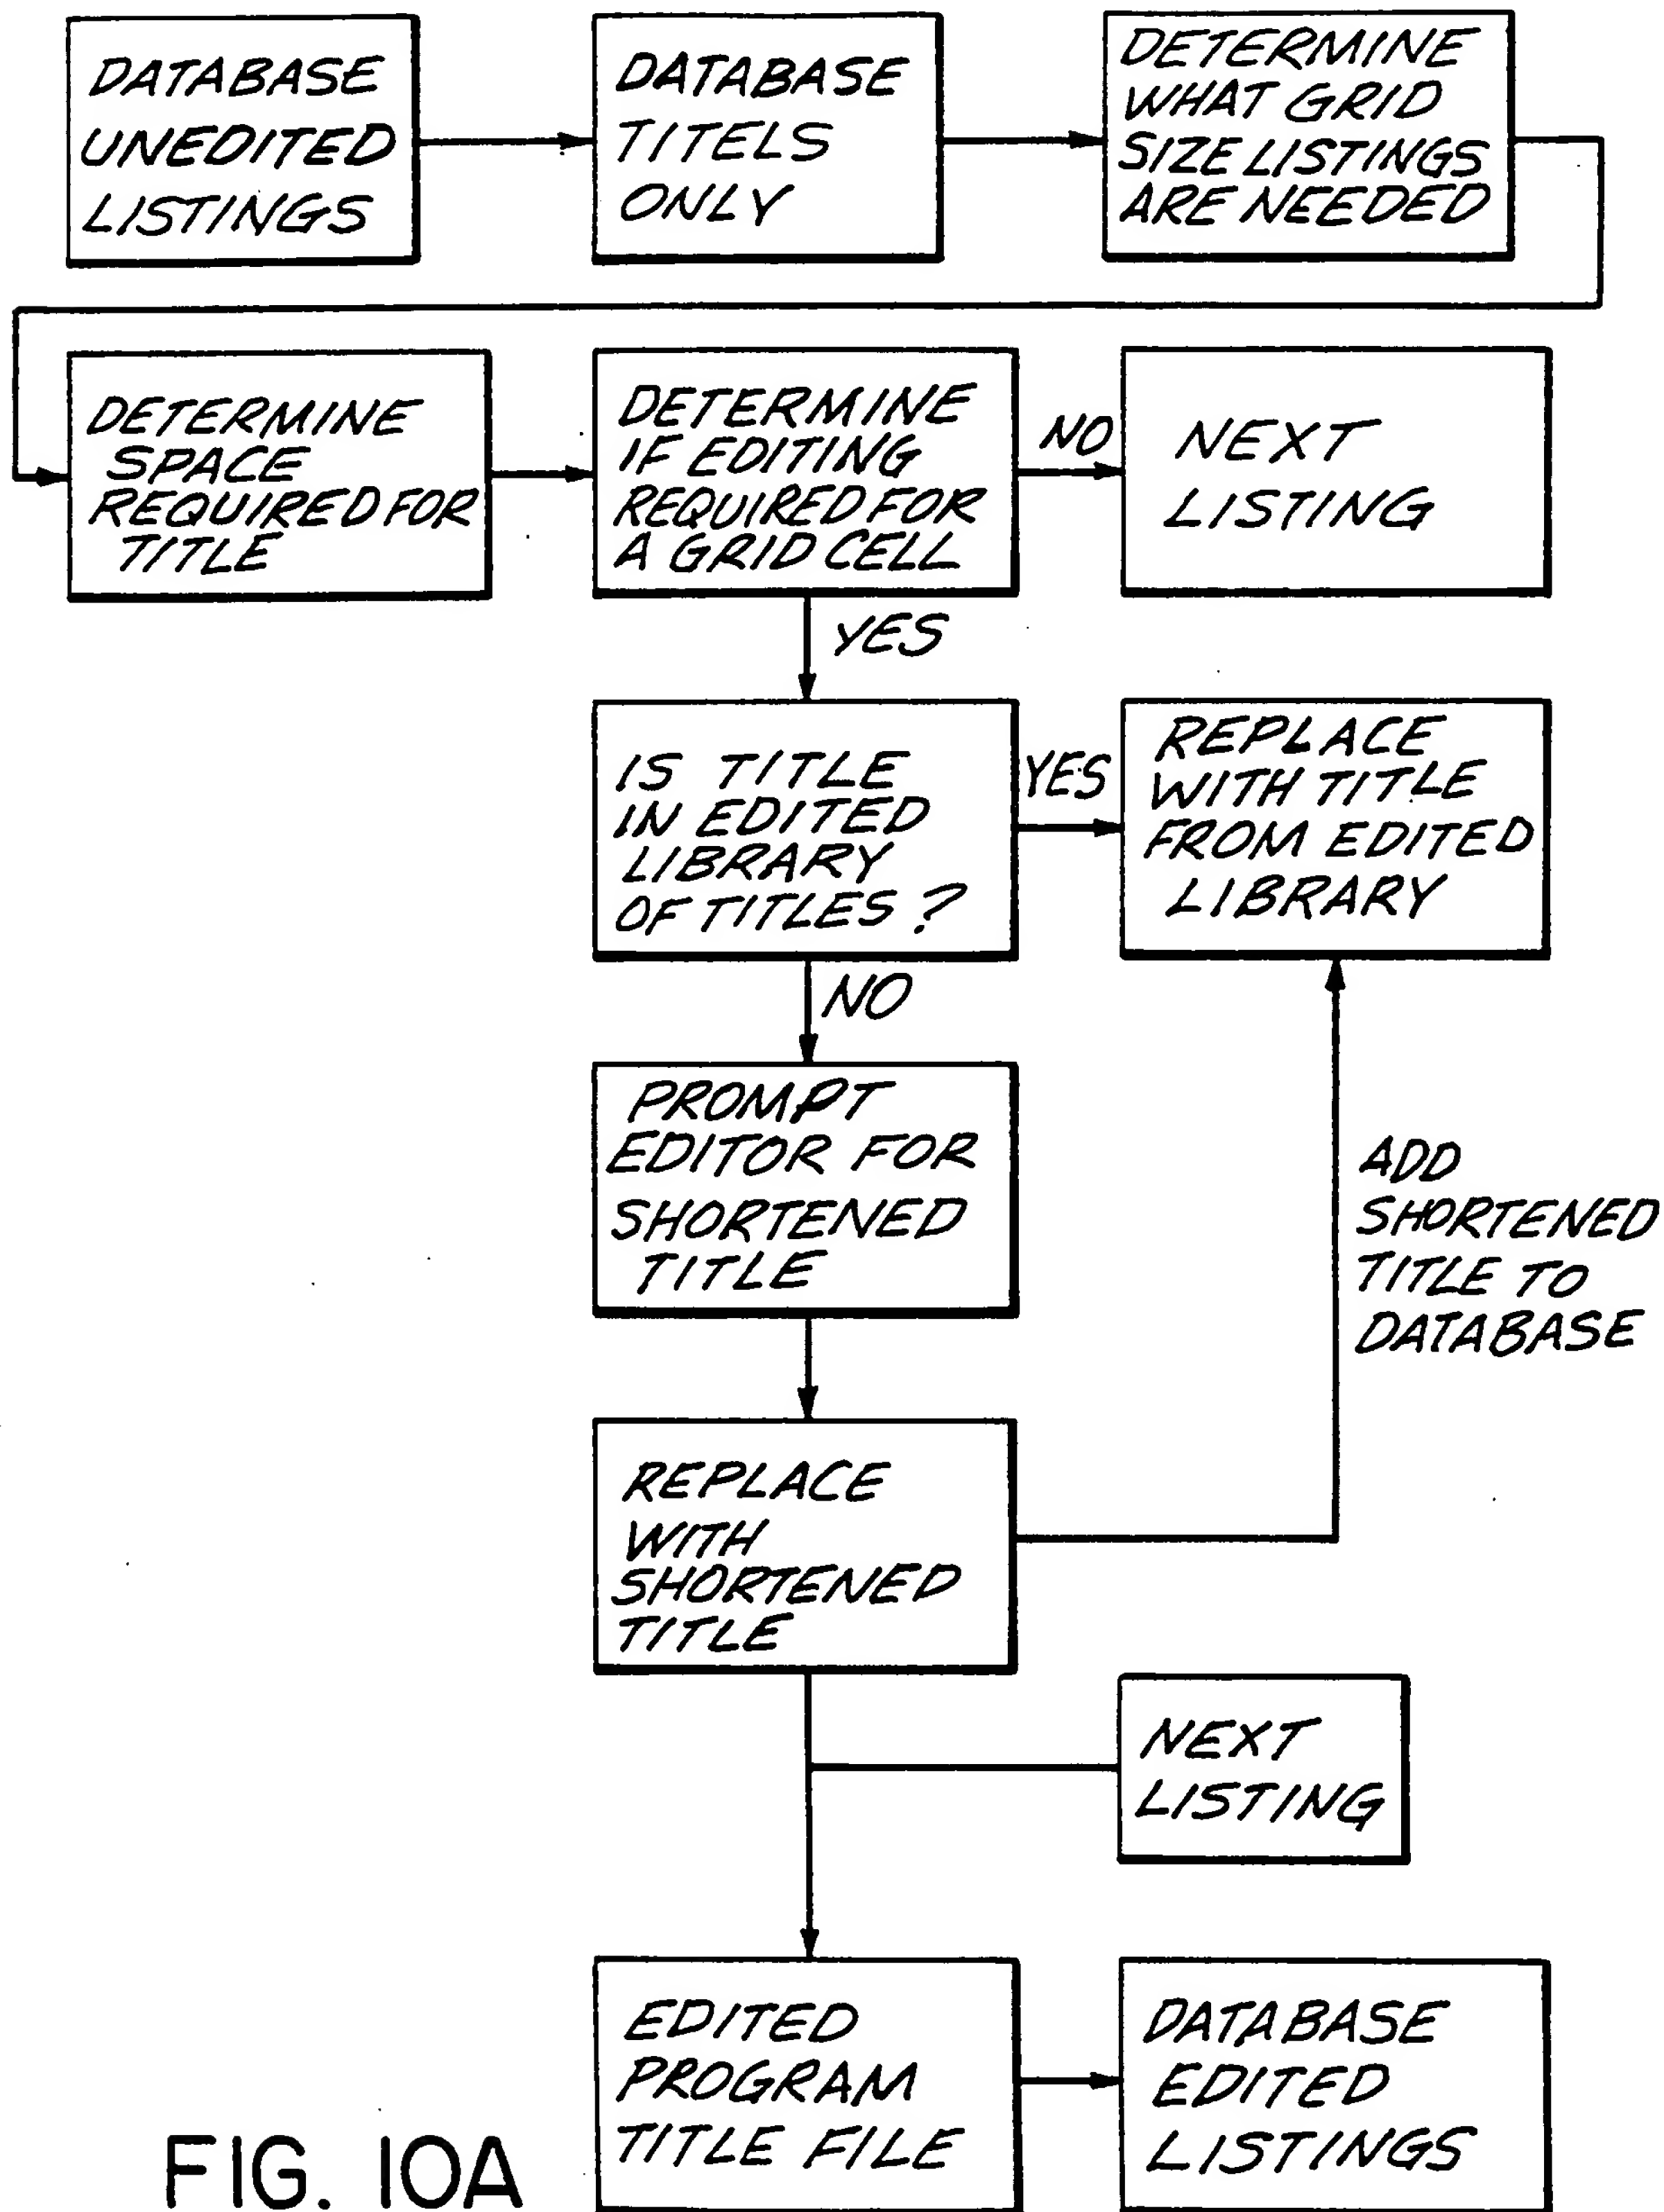 DATABASE
UNEDITED
LISTINGS
DATABASE
TITELS
ONLY
DETERMINE
WHAT GRID
SIZE LISTINGS
ARE NEEDED
DETERMINE
SPACE
REQUIRED FOR
TITLE
DETERMINE
IF EDITING
REQUIRED FOR
A GRID CELL
NO
NEXT
LISTING
YES
IS TITLE
IN EDITED
LIBRARY
OF TITLES ?
YES
REPLACE
WITH TITLE
FROM EDITED
LIBRARY
NO
PROMPT
EDITOR FOR
SHORTENED
TITLE
ADD
SHORTENED
TITLE TO
DATABASE
REPLACE
WITH
SHORTENED
TITLE
NEXT
LISTING
EDITED
PROGRAM
TITLE FILE
DATABASE
EDITED
LISTINGS
FIG. 10A